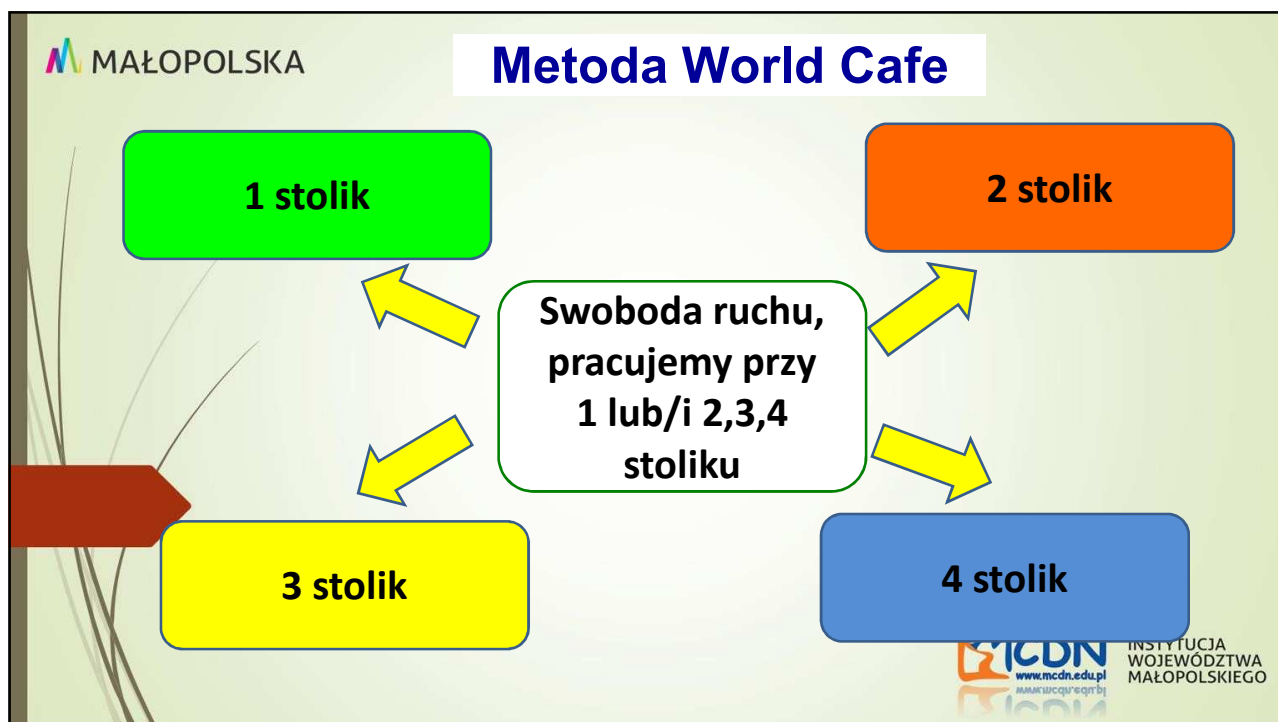 MAŁOPOLSKA
Metoda World Cafe
1 stolik
2 stolik
Swoboda ruchu,
pracujemy przy
1 lub/i 2,3,4
stoliku
3 stolik
4 stolik
MCDN
www.mcdn.edu.pl
INSTYTUCJA
WOJEWÓDZTWA
MAŁOPOLSKIEGO